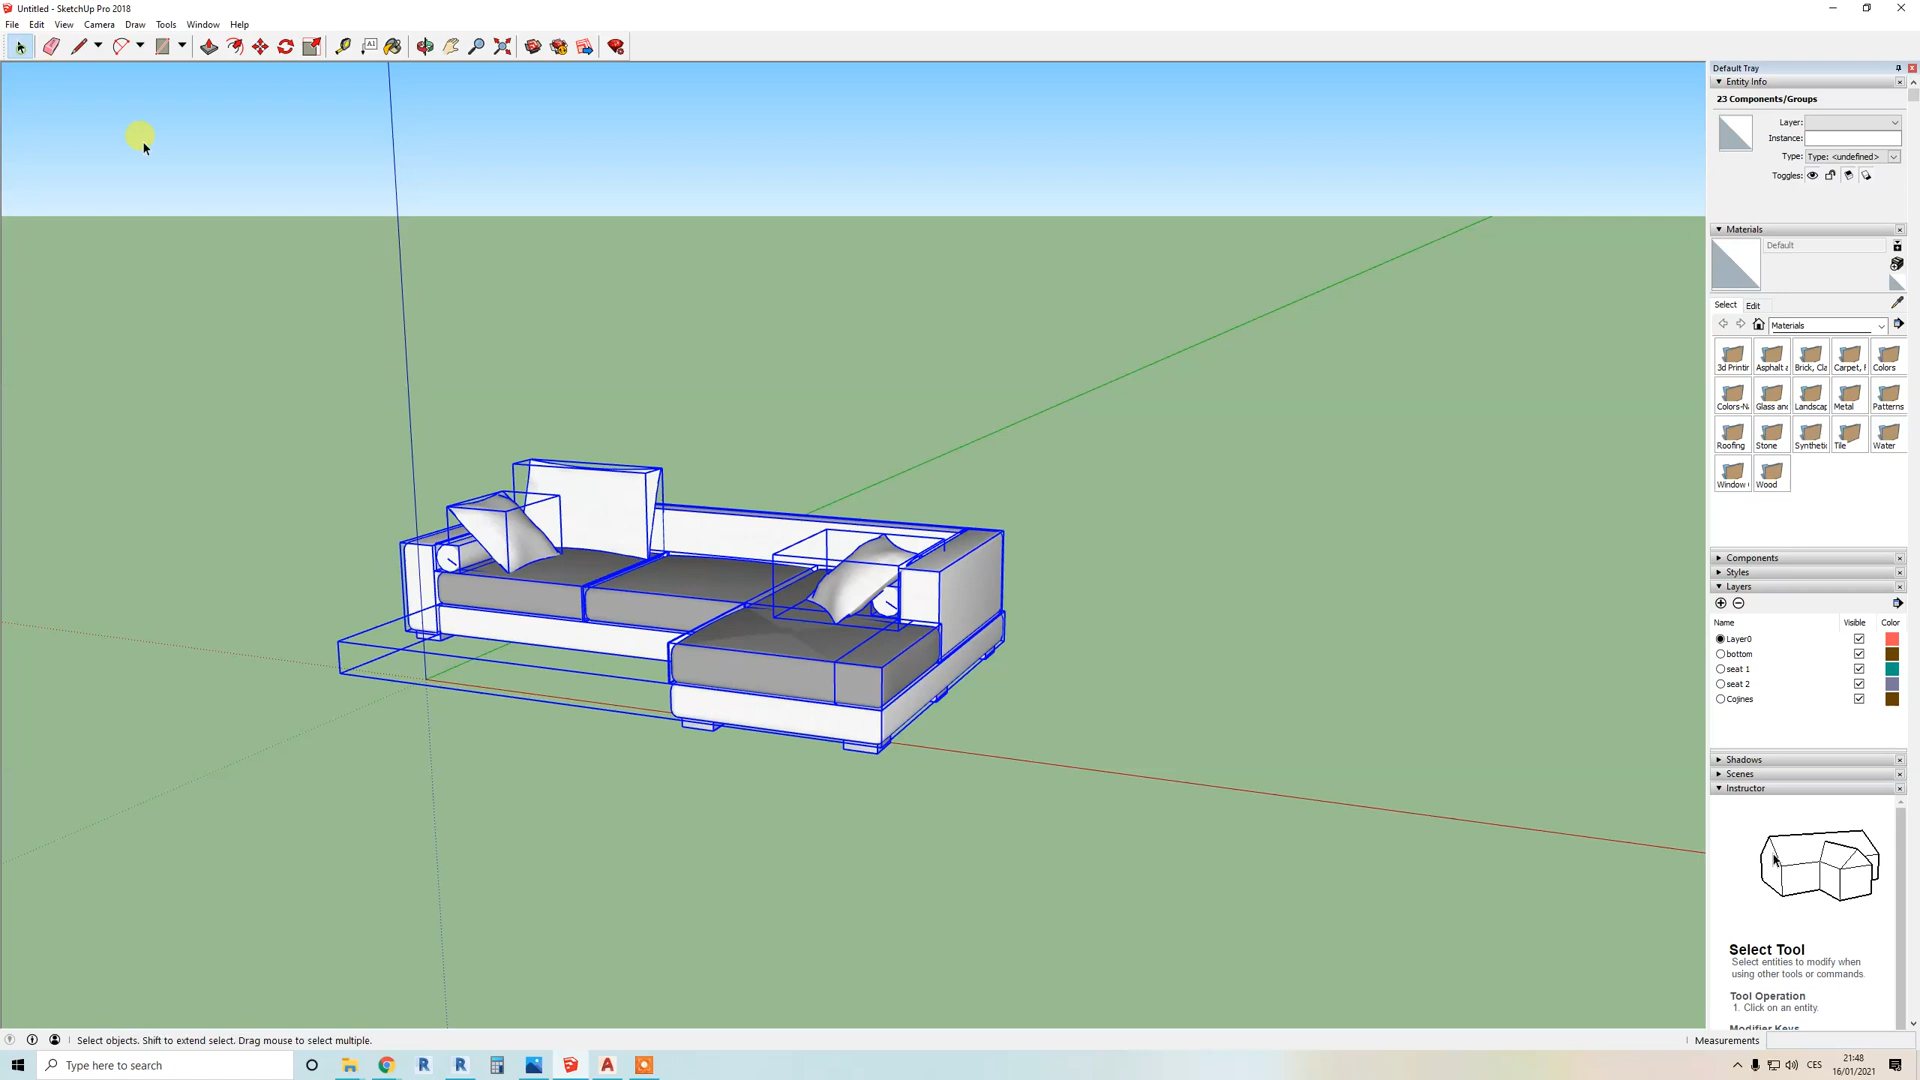 Untitled - SketchUp Pro 2018
File Edit View Camera Draw Tools Window Help
Default Tray
Entity Info
23 Components/Groups
Layer:
Instance:
Type: Type: <undefined>
Toggles:
Materials
Default
Select Edit
Materials
3d Printin Asphalt a Brick, Cla Carpet, F Colors
Colors-Na Glass and Landscap Metal Patterns
Roofing Stone Synthetic Tile Water
Window Wood
Components
Styles
Layers
Name Visible Color
Layer0
bottom
seat 1
seat 2
Cojines
Shadows
Scenes
Instructor
Select Tool
Select entities to modify when
using other tools or commands.
Tool Operation
1. Click on an entity.
Modifier Keys
Select objects. Shift to extend select. Drag mouse to select multiple.
Measurements
Type here to search
CES
21:48
16/01/2021